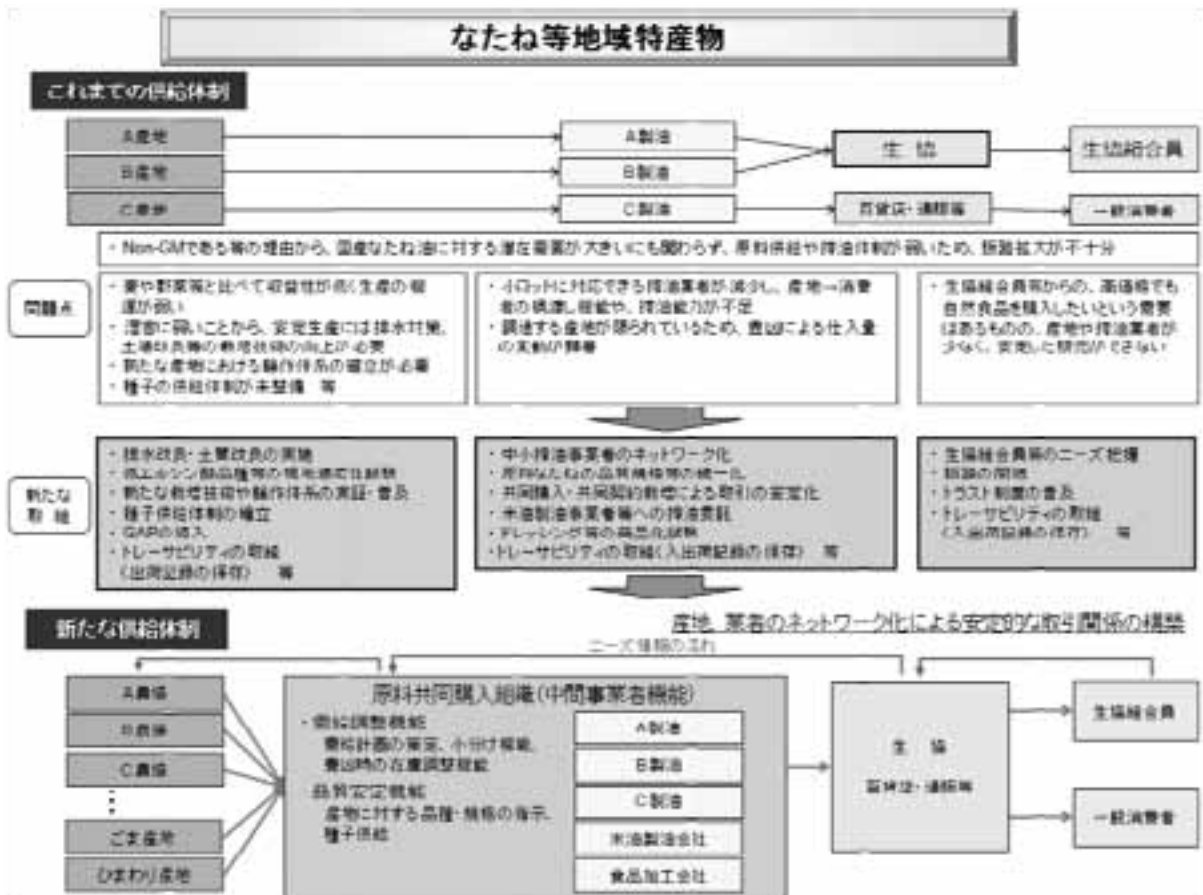 なたね等地域特産物
これまでの供給体制
A産地
A製油
生 協
生協組合員
B産地
B製油
C産地
C製油
百貨店・通販等
一般消費者
・ Non-GMである等の理由から、国産なたね油に対する潜在需要が大きいにも関わらず、原料供給や搾油体制が弱いため、販路拡大が不十分
問題点
・ 麦や野菜等と比べて収益性が低く生産の
・ 湿害に弱いことから、安定生産には排水対策、
土壌改良等の栽培技術の向上が必要
・ 新たな産地における輪作体系の確立が必要
・ 種子の供給体制が未整備 等
・ 小ロットに対応できる搾油業者が減少し、産地→消費
者の橋渡し機能や、搾油能力が不足
・ 調達する産地が限られているため、豊凶による仕入量
の変動が顕著
・ 生協組合員等からの、高価格でも
自然食品を購入したいという需要
はあるものの、産地や搾油業者が
少なく、安定した販売ができない
新たな
取 組
・ 排水改良・土壌改良の実施
・ 新たな栽培技術や輪作体系の実証・普及
・ 種子供給体制の確立
・ GAPの導入
・ トレーサビリティの取組
(出荷記録の保存) 等
・ 中小搾油事業者のネットワーク化
・ 原料なたねの品質規格等の統一化
・ 共同購入・共同契約栽培による取引の安定化
・ 米油製油事業者等への搾油委託
・ ドレッシング等の商品化
・ トレーサビリティの取組(入出荷記録の保存) 等
・ 生協組合員等のニーズ把握
・ 販路の開拓
・ トラスト制度の普及
・ トレーサビリティの取組
(入出荷記録の保存) 等
新たな供給体制
産地、業者のネットワーク化による安定的な取引関係の構築
ニーズ情報の流れ
A農協
B農協
C農協
ごま産地
ひまわり産地
原料共同購入組織(中間事業者機能)
・需給調整機能
需給計画の策定、小分け機能、
豊凶時の在庫調整機能
・品質安定機能
産地に対する品種・規格の指示、
種子供給
A製油
B製油
C製油
米油製油会社
食品加工会社
生 協
百貨店・通販等
生協組合員
一般消費者